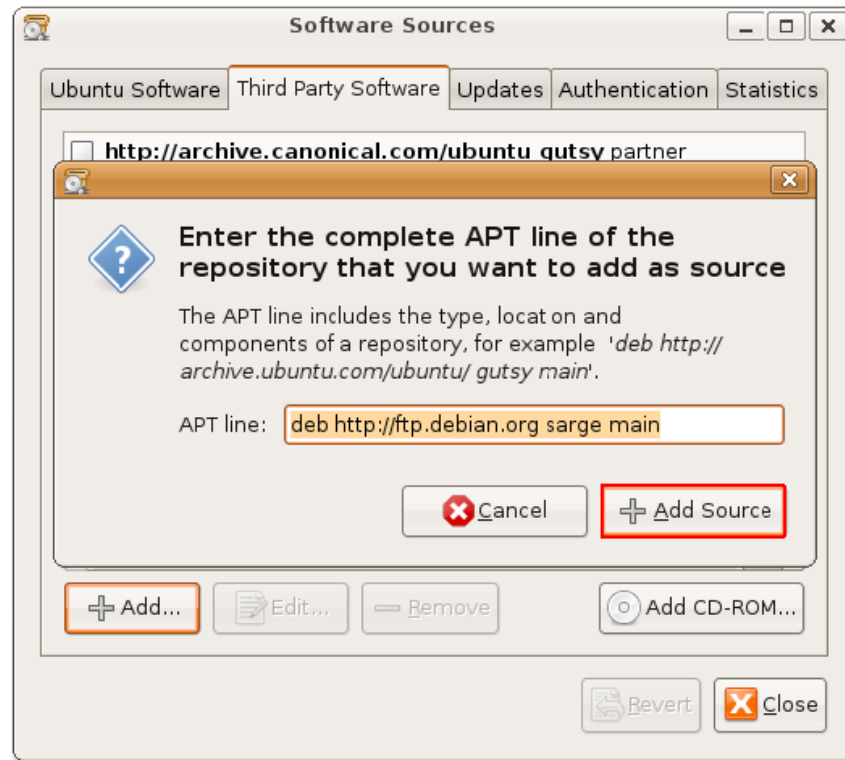 Software Sources
Ubuntu Software Third Party Software Updates Authentication Statistics
http://archive.canonical.com/ubuntu gutsy partner
Enter the complete APT line of the
repository that you want to add as source
The APT line includes the type, locat on and
components of a repository, for example 'deb http://
archive.ubuntu.com/ubuntu/ gutsy main'.
APT line: deb http://ftp.debian.org sarge main
Cancel Add Source
Add... Edit... Remove Add CD-ROM...
Revert Close